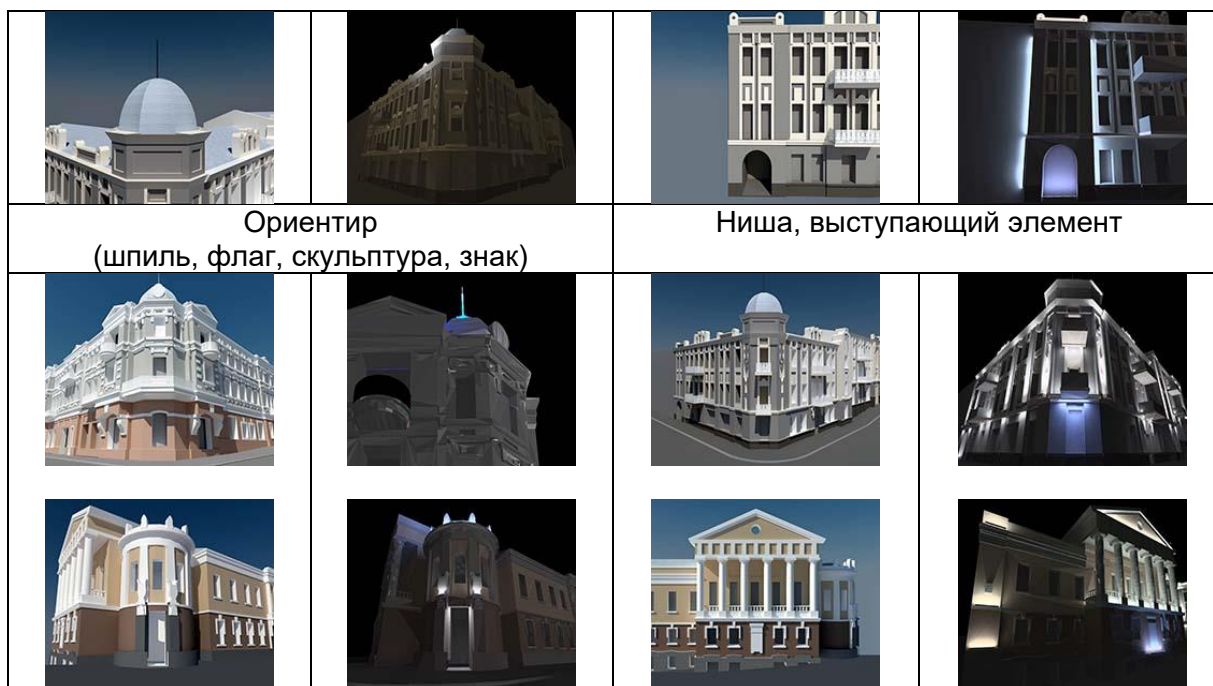 Ориентир
(шпиль, флаг, скульптура, знак)
Ниша, выступающий элемент